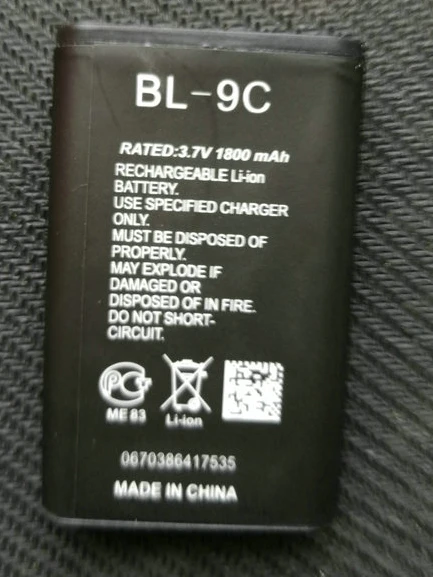 BL-9C
RATED:3.7V 1800 mAh
RECHARGEABLE Li-ion
BATTERY.
USE SPECIFIED CHARGER
ONLY.
MUST BE DISPOSED OF
PROPERLY.
MAY EXPLODE IF
DAMAGED OR
DISPOSED OF IN FIRE.
DO NOT SHORT-
CIRCUIT.
ME 83
Li-ion
0670386417535
MADE IN CHINA